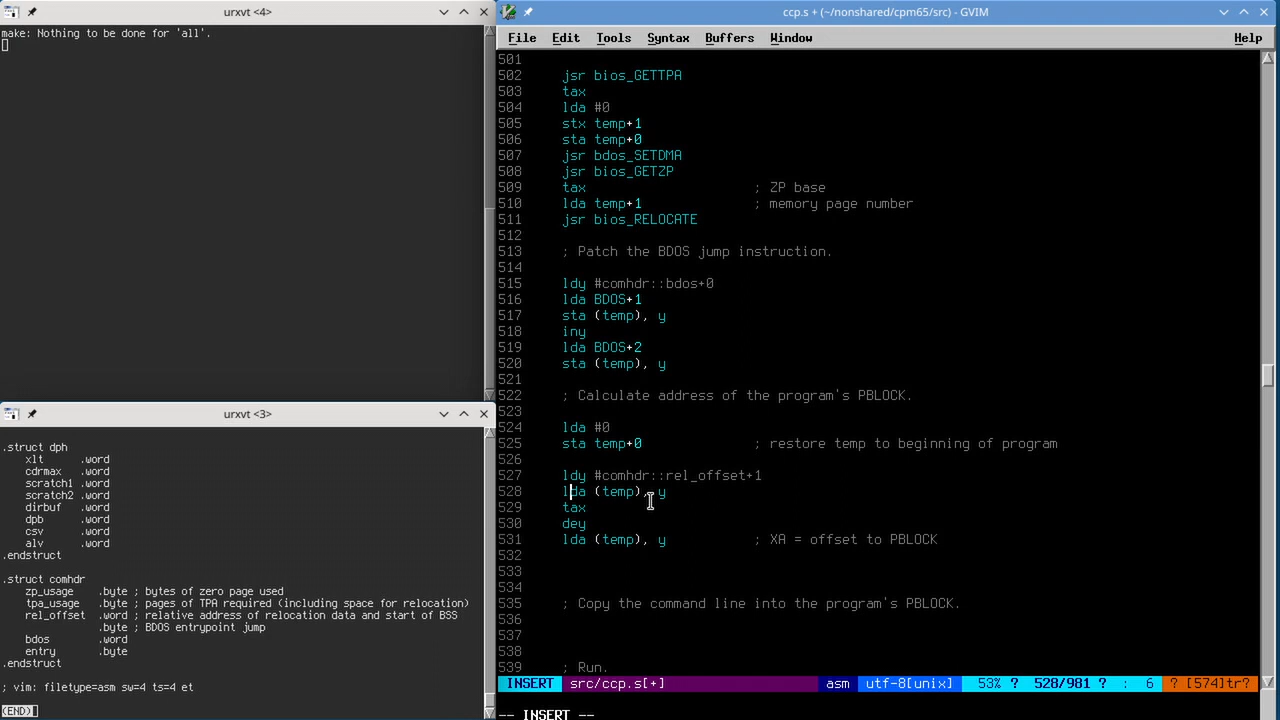 urxvt <4>
make: Nothing to be done for 'all'.
urxvt <3>
.struct dph
xlt .word
cdrmax .word
scratch1 .word
scratch2 .word
dirbuf .word
dpb .word
csv .word
alv .word
.endstruct
.struct comhdr
zp_usage .byte ; bytes of zero page used
tpa_usage .byte ; pages of TPA required (including space for relocation)
rel_offset .word ; relative address of relocation data and start of BSS
.byte ; BDOS entrypoint jump
bdos .word
entry .byte
.endstruct
; vim: filetype=asm sw=4 ts=4 et
(END)
ccp.s + (~/nonshared/cpm65/src) - GVIM
File Edit Tools Syntax Buffers Window Help
501
502 jsr bios_GETTPA
503 tax
504 lda #0
505 stx temp+1
506 sta temp+0
507 jsr bdos_SETDMA
508 jsr bios_GETZP
509 tax ; ZP base
510 lda temp+1 ; memory page number
511 jsr bios_RELOCATE
512
513 ; Patch the BDOS jump instruction.
514
515 ldy #comhdr::bdos+0
516 lda BDOS+1
517 sta (temp), y
518 iny
519 lda BDOS+2
520 sta (temp), y
521
522 ; Calculate address of the program's PBLOCK.
523
524 lda #0
525 sta temp+0 ; restore temp to beginning of program
526
527 ldy #comhdr::rel_offset+1
528 lda (temp), y
529 tax
530 dey
531 lda (temp), y ; XA = offset to PBLOCK
532
533
534
535 ; Copy the command line into the program's PBLOCK.
536
537
538
539 ; Run.
INSERT src/ccp.s[+] asm utf-8[unix] 53% ? 528/981 ? : 6 ? [574]tr?
-- INSERT --